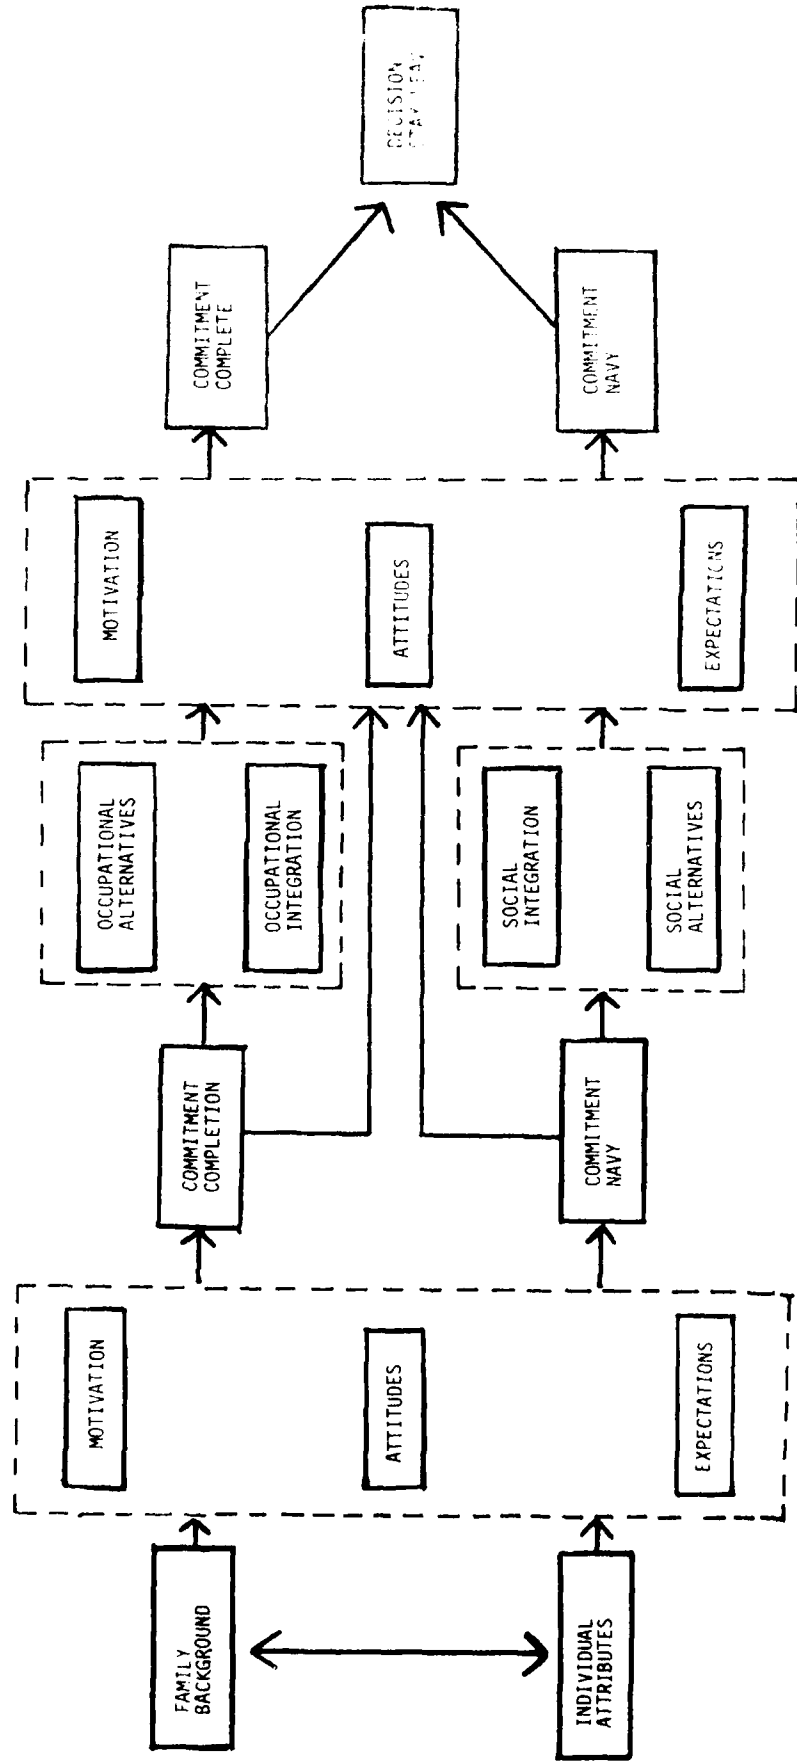 FAMILY
BACKGROUND
INDIVIDUAL
ATTRIBUTES
MOTIVATION
ATTITUDES
EXPECTATIONS
COMMITMENT
COMPLETION
COMMITMENT
NAVY
OCCUPATIONAL
ALTERNATIVES
OCCUPATIONAL
INTEGRATION
SOCIAL
INTEGRATION
SOCIAL
ALTERNATIVES
MOTIVATION
ATTITUDES
EXPECTATIONS
COMMITMENT
COMPLETE
COMMITMENT
NAVY
DECISION